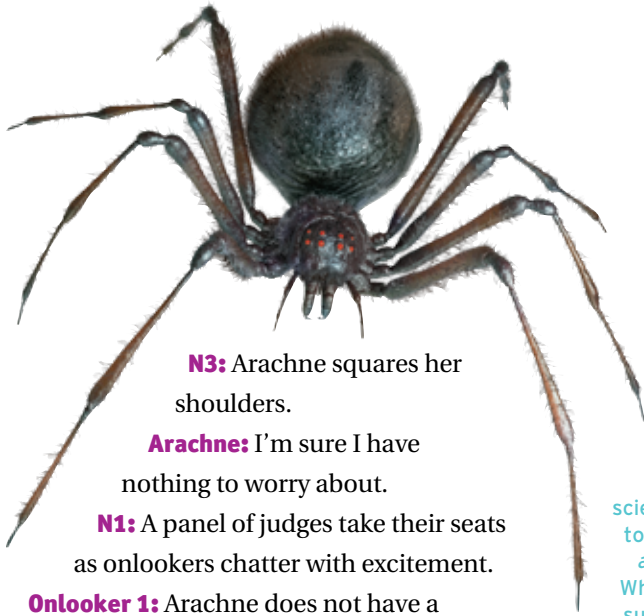 N3: Arachne squares her
shoulders.
Arachne: I’m sure I have
nothing to worry about.
N1: A panel of judges take their seats
as onlookers chatter with excitement.
Onlooker 1: Arachne does not have a